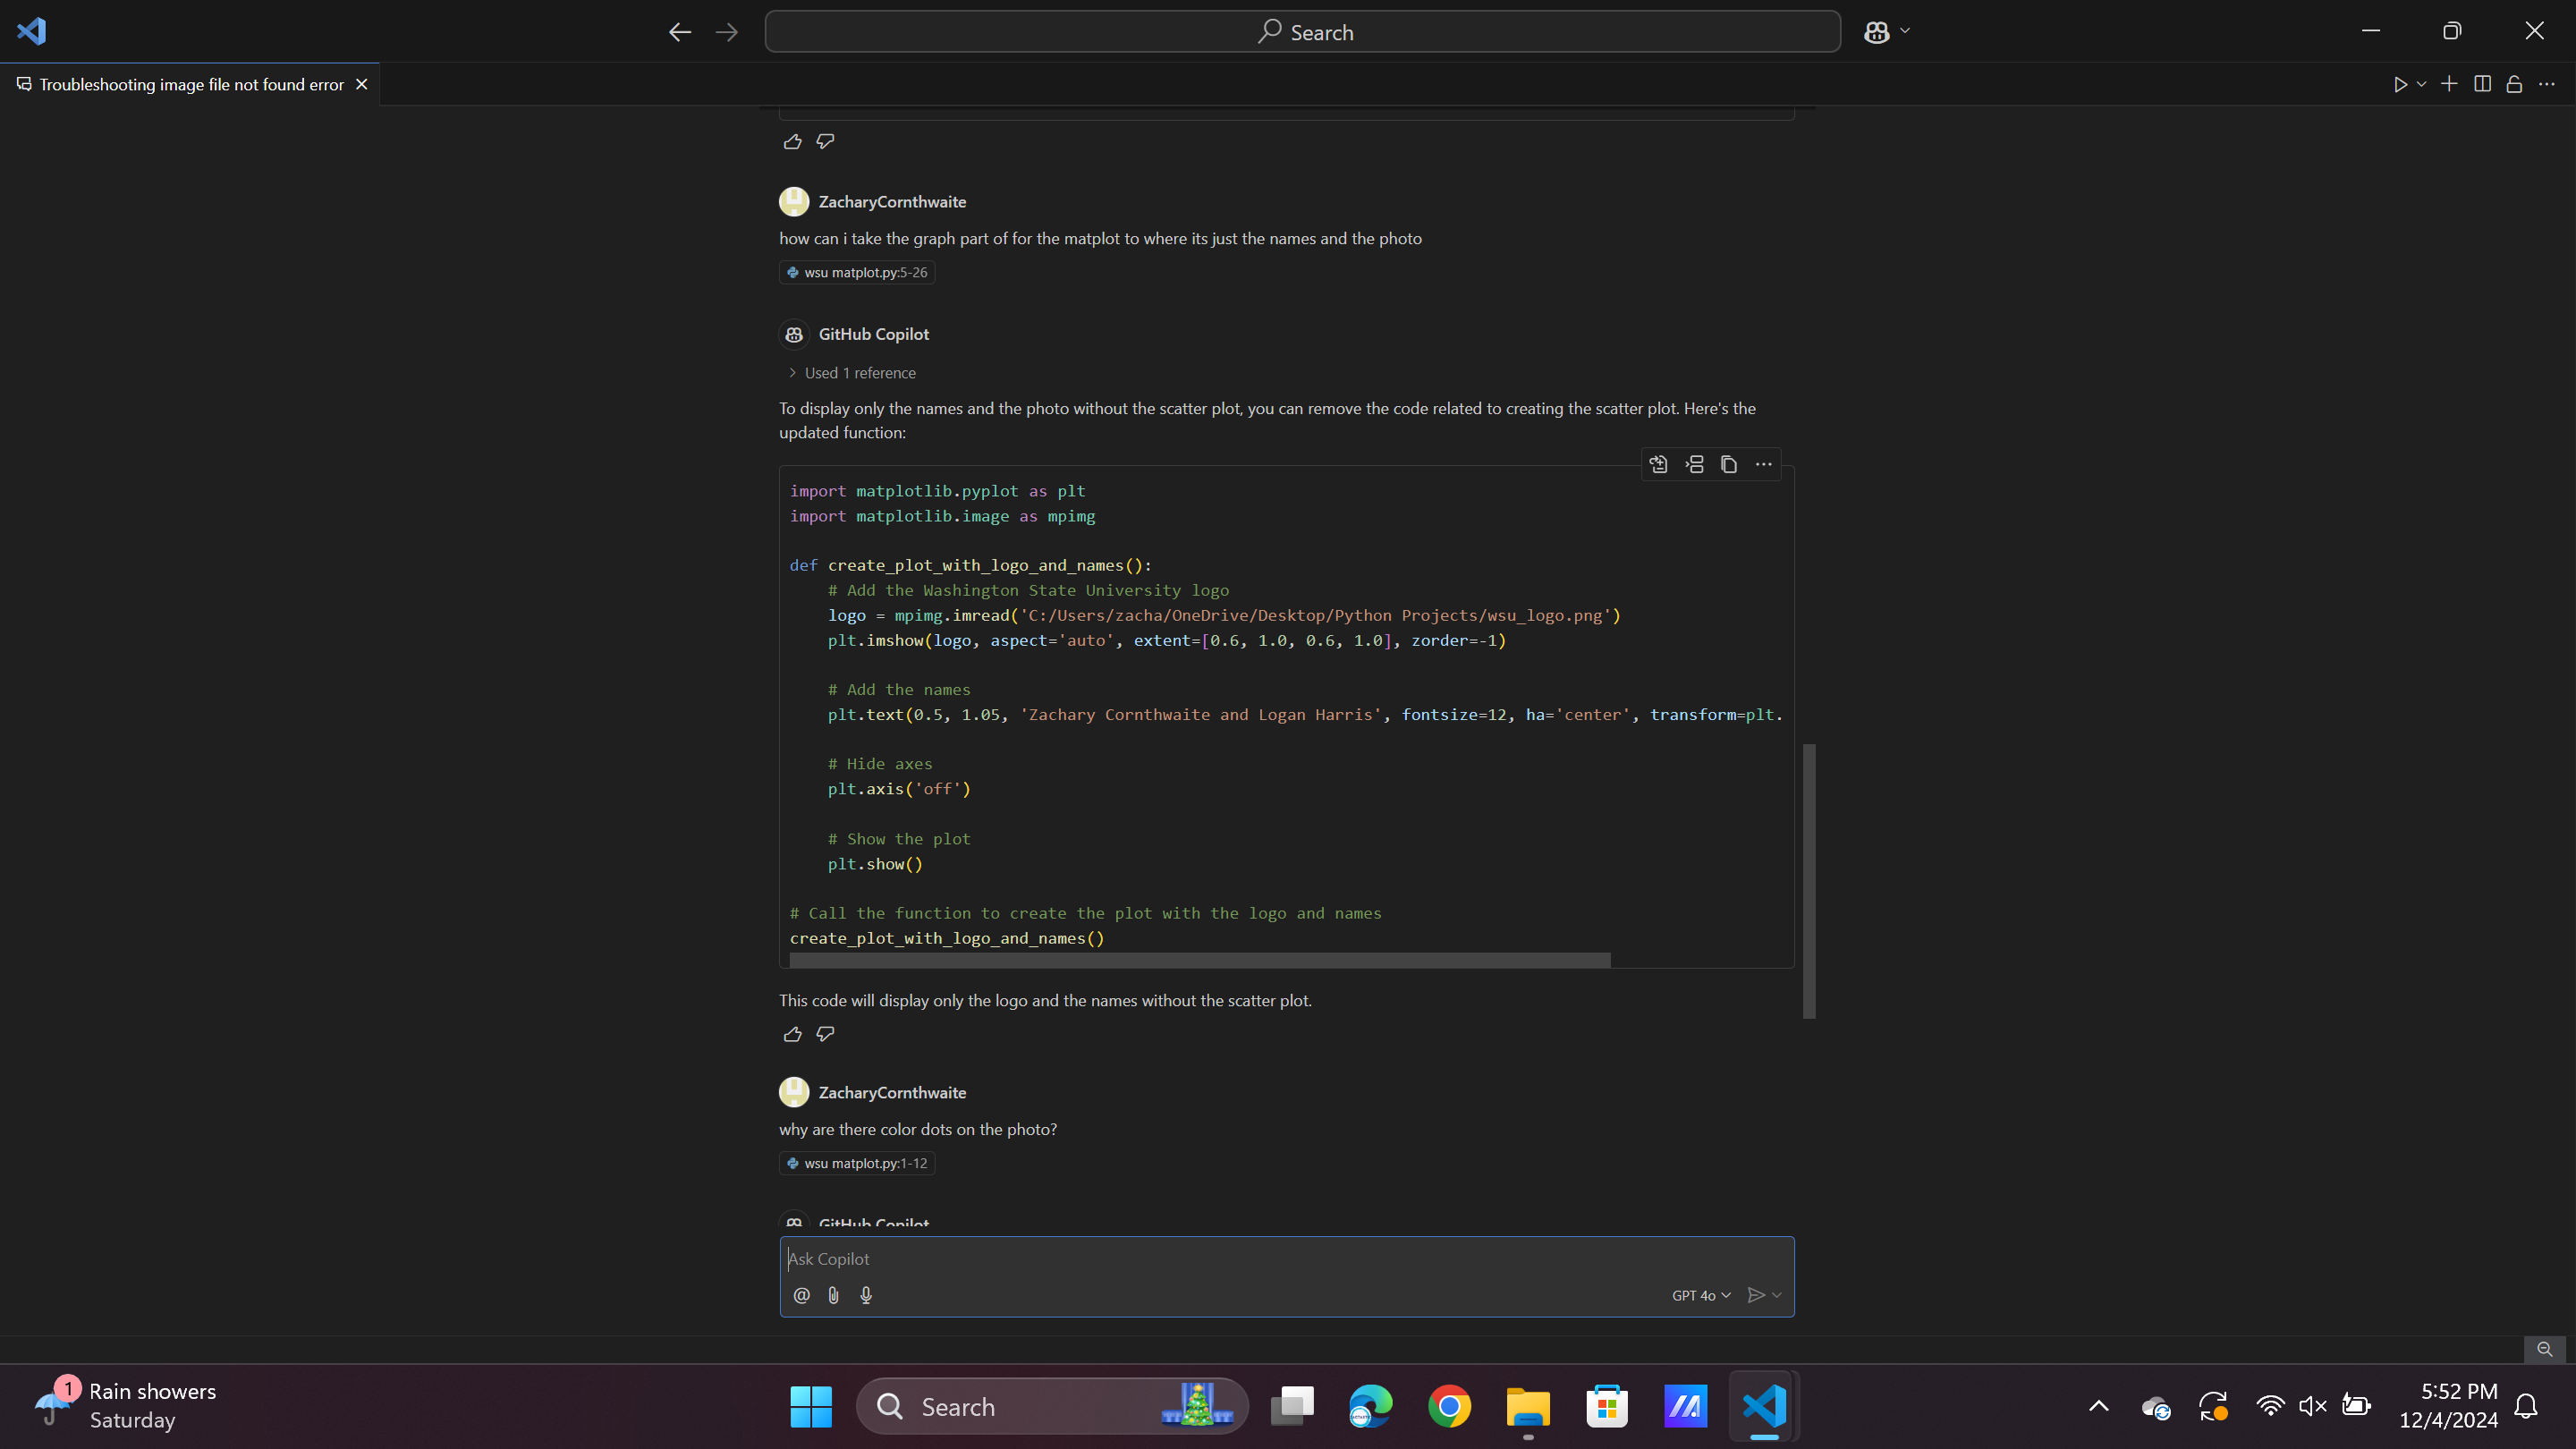 Search
Troubleshooting image file not found error
ZacharyCornthwaite
how can i take the graph part of for the matplot to where its just the names and the photo
wsu matplot.py:5-26
GitHub Copilot
Used 1 reference
To display only the names and the photo without the scatter plot, you can remove the code related to creating the scatter plot. Here's the
updated function:
import matplotlib.pyplot as plt
import matplotlib.image as mpimg
def create_plot_with_logo_and_names():
# Add the Washington State University logo
logo = mpimg.imread('C:/Users/zacha/OneDrive/Desktop/Python Projects/wsu_logo.png')
plt.imshow(logo, aspect='auto', extent=[0.6, 1.0, 0.6, 1.0], zorder=-1)
# Add the names
plt.text(0.5, 1.05, 'Zachary Cornthwaite and Logan Harris', fontsize=12, ha='center', transform=plt.
# Hide axes
plt.axis('off')
# Show the plot
plt.show()
# Call the function to create the plot with the logo and names
create_plot_with_logo_and_names()
This code will display only the logo and the names without the scatter plot.
ZacharyCornthwaite
why are there color dots on the photo?
wsu matplot.py:1-12
GitHub Copilot
Ask Copilot
GPT 4o
1
Rain showers
Saturday
Search
5:52 PM
12/4/2024